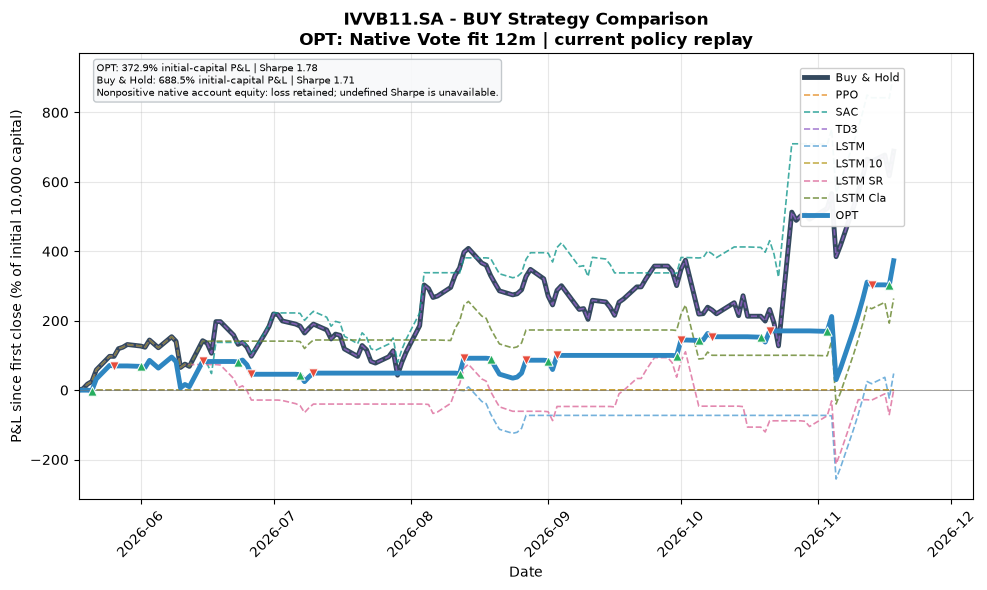 IVVB11.SA - BUY Strategy Comparison
OPT: Native Vote fit 12m | current policy replay
OPT: 372.9% initial-capital P&L | Sharpe 1.78
Buy & Hold: 688.5% initial-capital P&L | Sharpe 1.71
Nonpositive native account equity: loss retained; undefined Sharpe is unavailable.
Buy & Hold
PPO
SAC
TD3
LSTM
LSTM 10
LSTM SR
LSTM Cla
OPT
P&L since first close (% of initial 10,000 capital)
800
600
400
200
0
−200
2026-06
2026-07
2026-08
2026-09
2026-10
2026-11
2026-12
Date